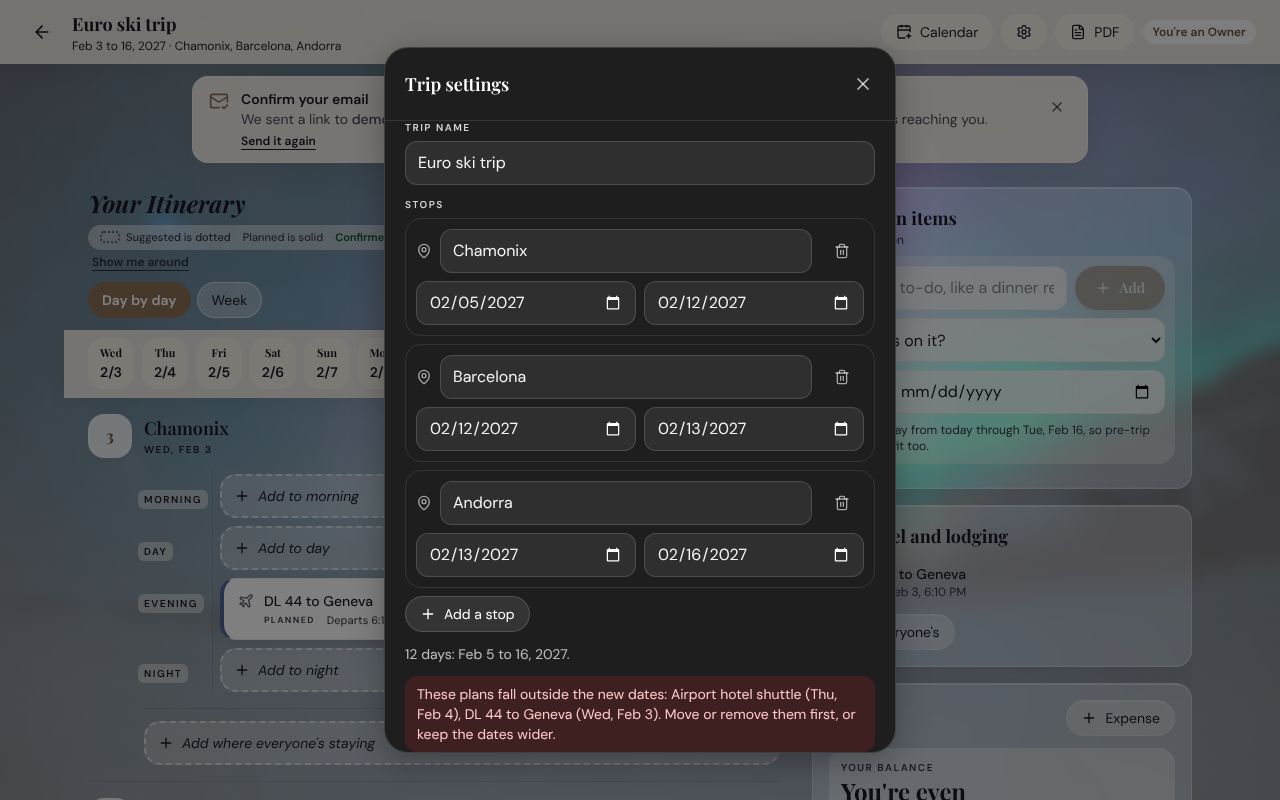 Euro ski trip
Feb 3 to 16, 2027 · Chamonix, Barcelona, Andorra
Calendar
PDF
You're an Owner
Confirm your email
We sent a link to
reaching you.
Send it again
Your Itinerary
Suggested is dotted Planned is solid
Show me around
Day by day
Week
Wed
2/3
Thu
2/4
Fri
2/5
Sat
2/6
Sun
2/7
3
Chamonix
WED, FEB 3
MORNING
Add to morning
DAY
Add to day
EVENING
DL 44 to Geneva
PLANNED Departs
NIGHT
Add to night
Add where everyone's staying
Trip settings
TRIP NAME
Euro ski trip
STOPS
Chamonix
02/05/2027
02/12/2027
Barcelona
02/12/2027
02/13/2027
Andorra
02/13/2027
02/16/2027
Add a stop
12 days: Feb 5 to 16, 2027.
These plans fall outside the new dates: Airport hotel shuttle (Thu,
Feb 4), DL 44 to Geneva (Wed, Feb 3). Move or remove them first, or
keep the dates wider.
items
to-do, like a dinner
Add
on it?
mm/dd/yyyy
from today through Tue, Feb 16, so pre-trip
too.
and lodging
to Geneva
3, 6:10 PM
Expense
YOUR BALANCE
You're even